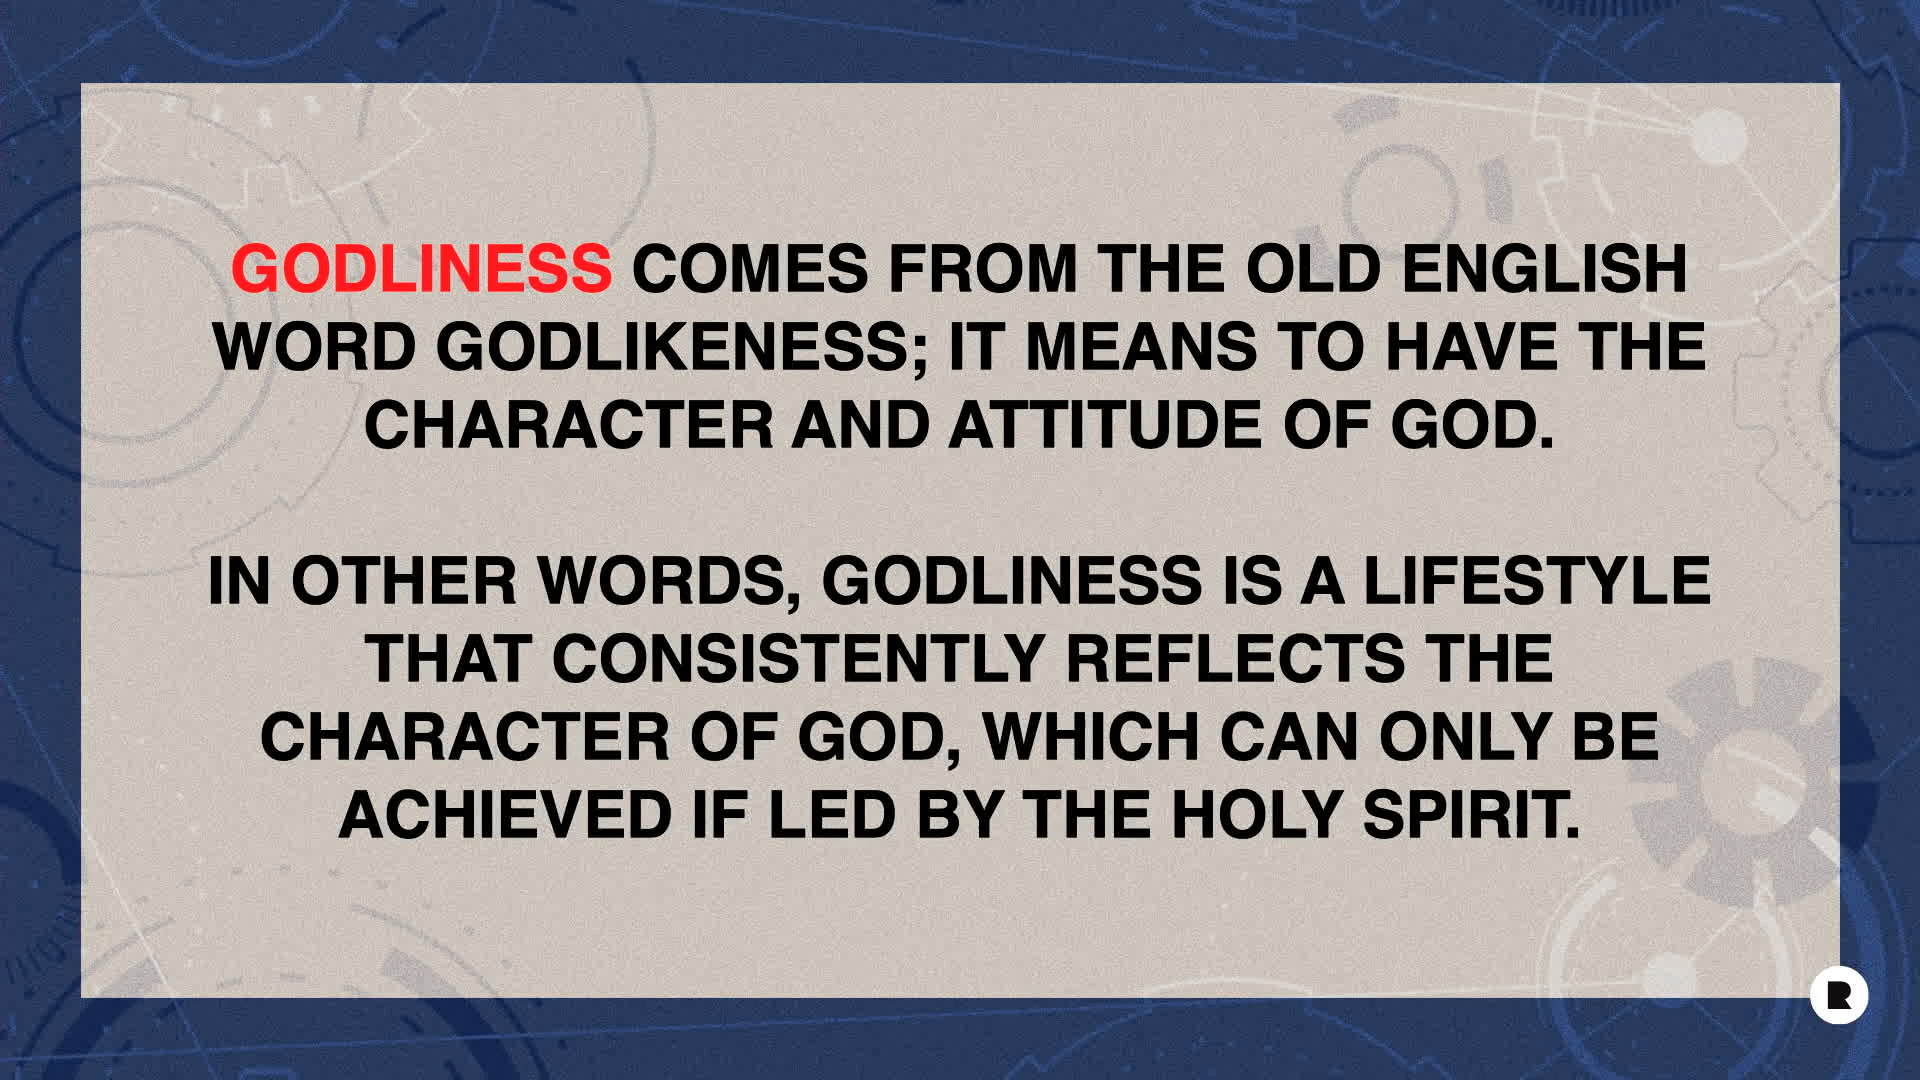 GODLINESS COMES FROM THE OLD ENGLISH
WORD GODLIKENESS; IT MEANS TO HAVE THE
CHARACTER AND ATTITUDE OF GOD.
IN OTHER WORDS, GODLINESS IS A LIFESTYLE
THAT CONSISTENTLY REFLECTS THE
CHARACTER OF GOD, WHICH CAN ONLY BE
ACHIEVED IF LED BY THE HOLY SPIRIT.
R